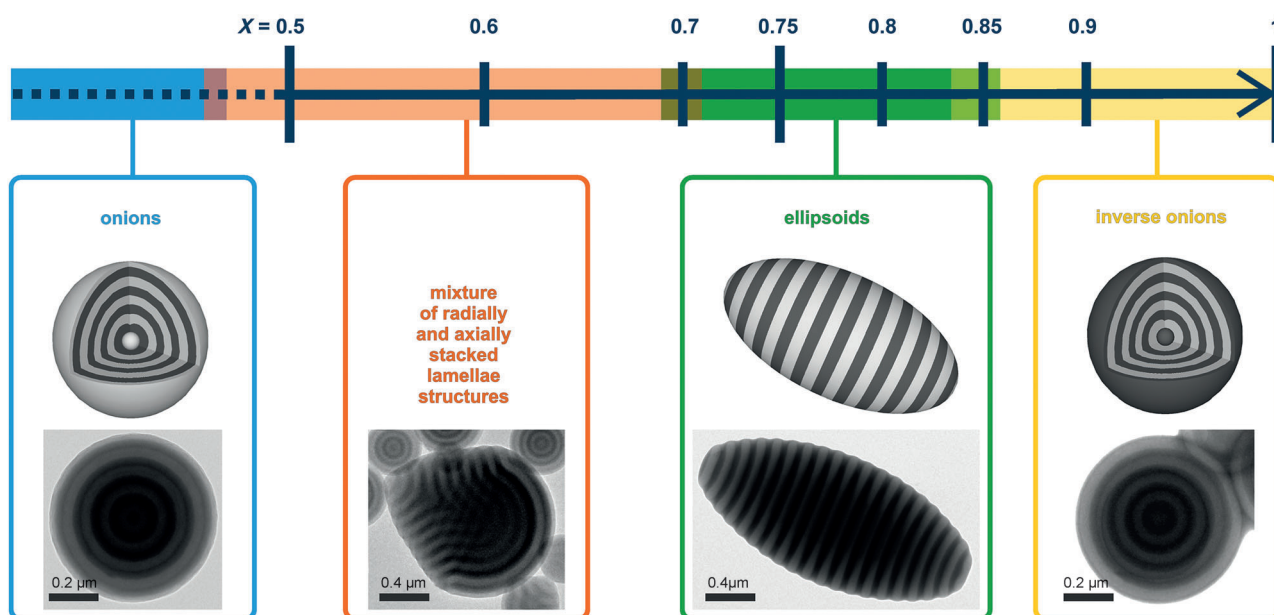 X = 0.5 0.6 0.7 0.75 0.8 0.85 0.9 1
onions
mixture
of radially
and axially
stacked
lamellae
structures
ellipsoids
inverse onions
0.2 µm
0.4 µm
0.4µm
0.2 µm